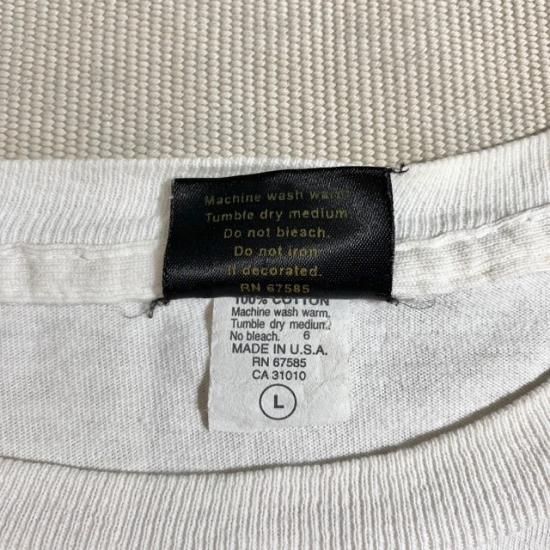 Machine wash warm.
Tumble dry medium
Do not bleach.
Do not iron
If decorated.
RN 67585
100% COTTON
Machine wash warm.
Tumble dry medium.
No bleach. 6
MADE IN U.S.A.
RN 67585
CA 31010
L